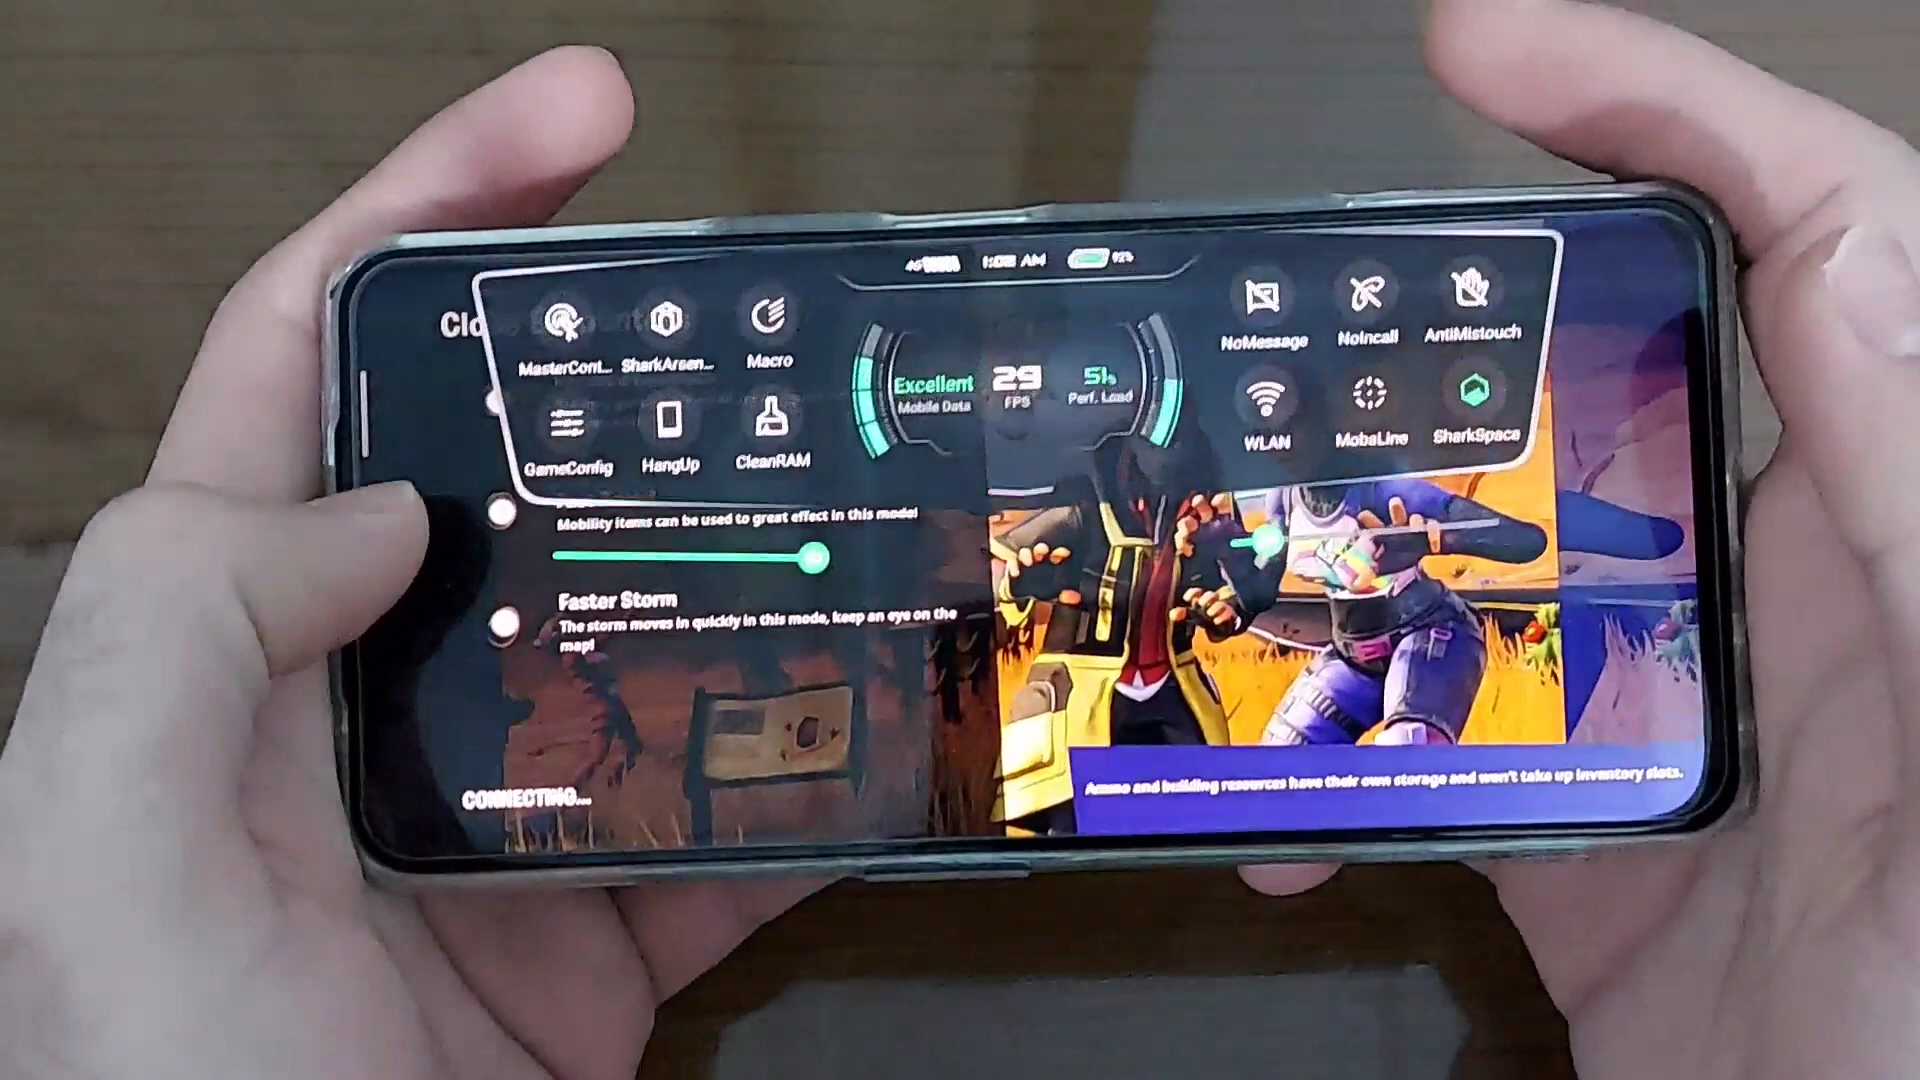 4G 1:02 AM 92%
MasterCont... SharkArsen... Macro
GameConfig HangUp CleanRAM
Excellent
Mobile Data
29
FPS
Perf. Load
NoMessage NoIncall AntiMistouch
WLAN MobaLine SharkSpace
Mobility items can be used to great effect in this mode!
Faster Storm
The storm moves in quickly in this mode, keep an eye on the
map!
CONNECTING...
Ammo and building resources have their own storage and won't take up inventory slots.